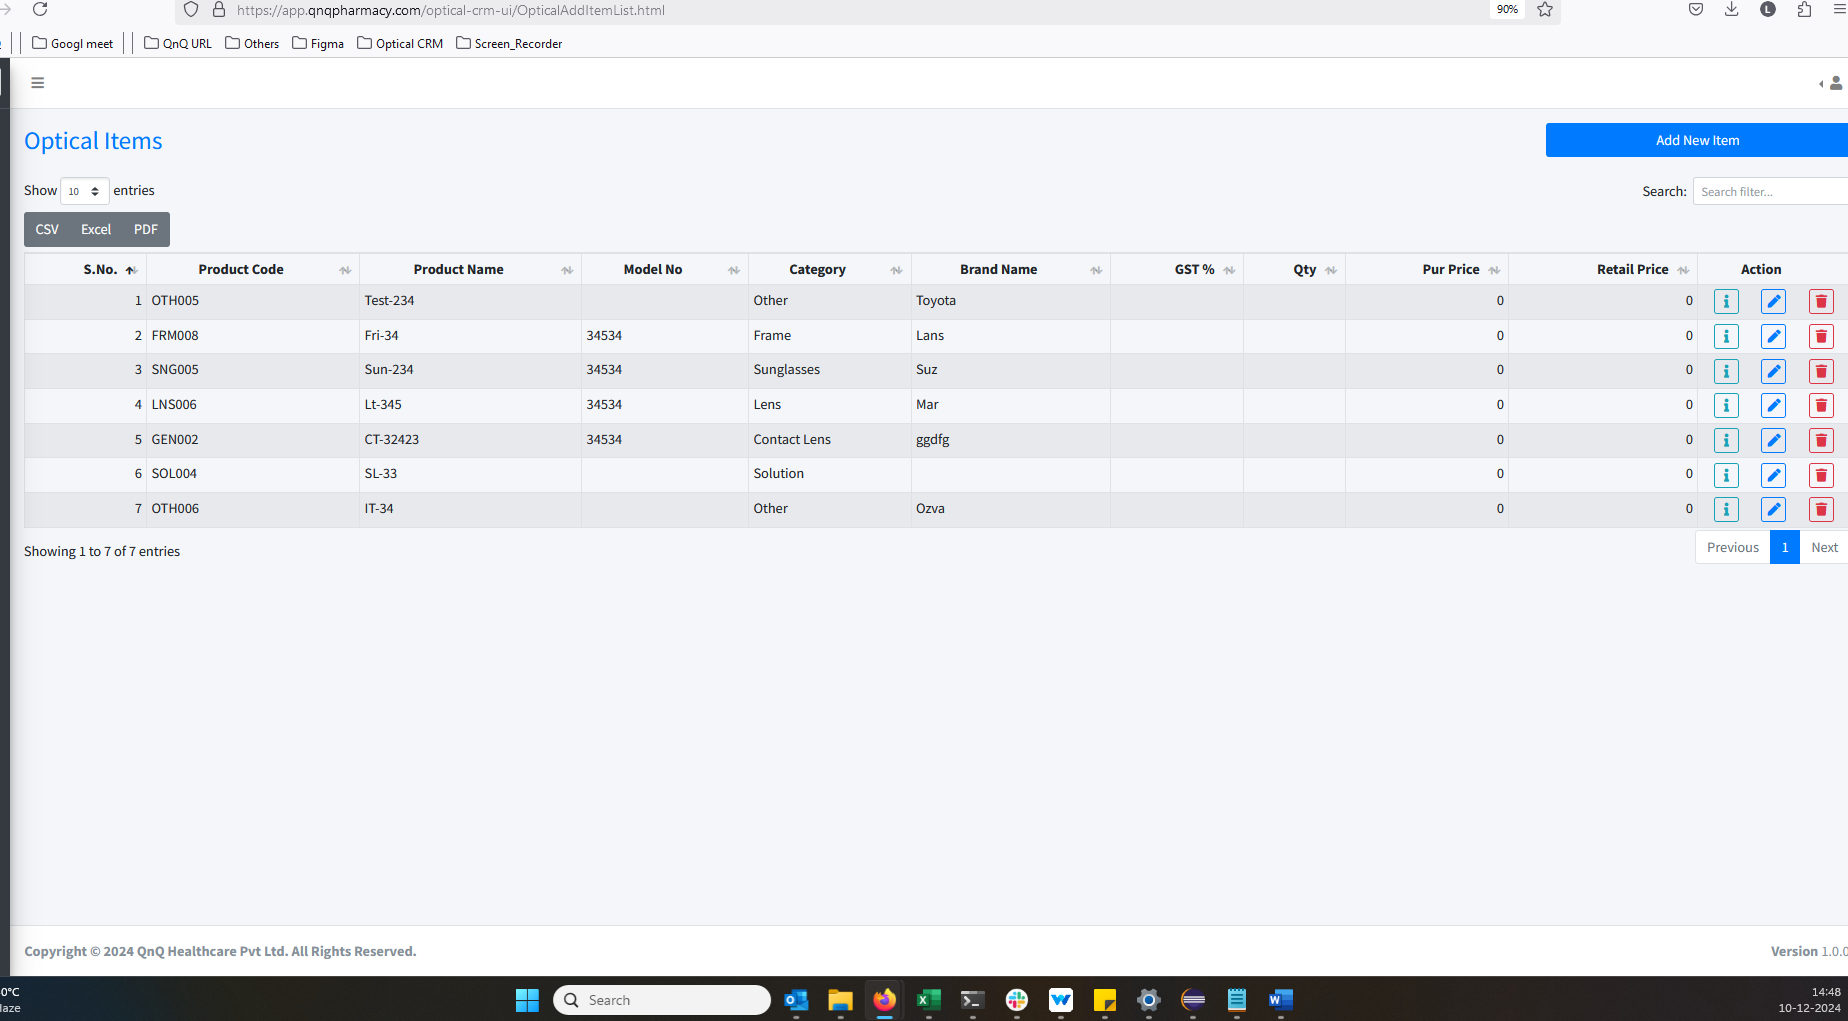 https://app.qnqpharmacy.com/optical-crm-ui/OpticalAddItemList.html 90% L
Googl meet QnQ URL Others Figma Optical CRM Screen_Recorder
Optical Items Add New Item
Show 10 entries Search: Search filter...
CSV Excel PDF
S.No. Product Code Product Name Model No Category Brand Name GST % Qty Pur Price Retail Price Action
1 OTH005 Test-234 Other Toyota 0 0
2 FRM008 Fri-34 34534 Frame Lans 0 0
3 SNG005 Sun-234 34534 Sunglasses Suz 0 0
4 LNS006 Lt-345 34534 Lens Mar 0 0
5 GEN002 CT-32423 34534 Contact Lens ggdfg 0 0
6 SOL004 SL-33 Solution 0 0
7 OTH006 IT-34 Other Ozva 0 0
Showing 1 to 7 of 7 entries Previous 1 Next
Copyright © 2024 QnQ Healthcare Pvt Ltd. All Rights Reserved. Version 1.0.0
0°C
Search
14:48
10-12-2024